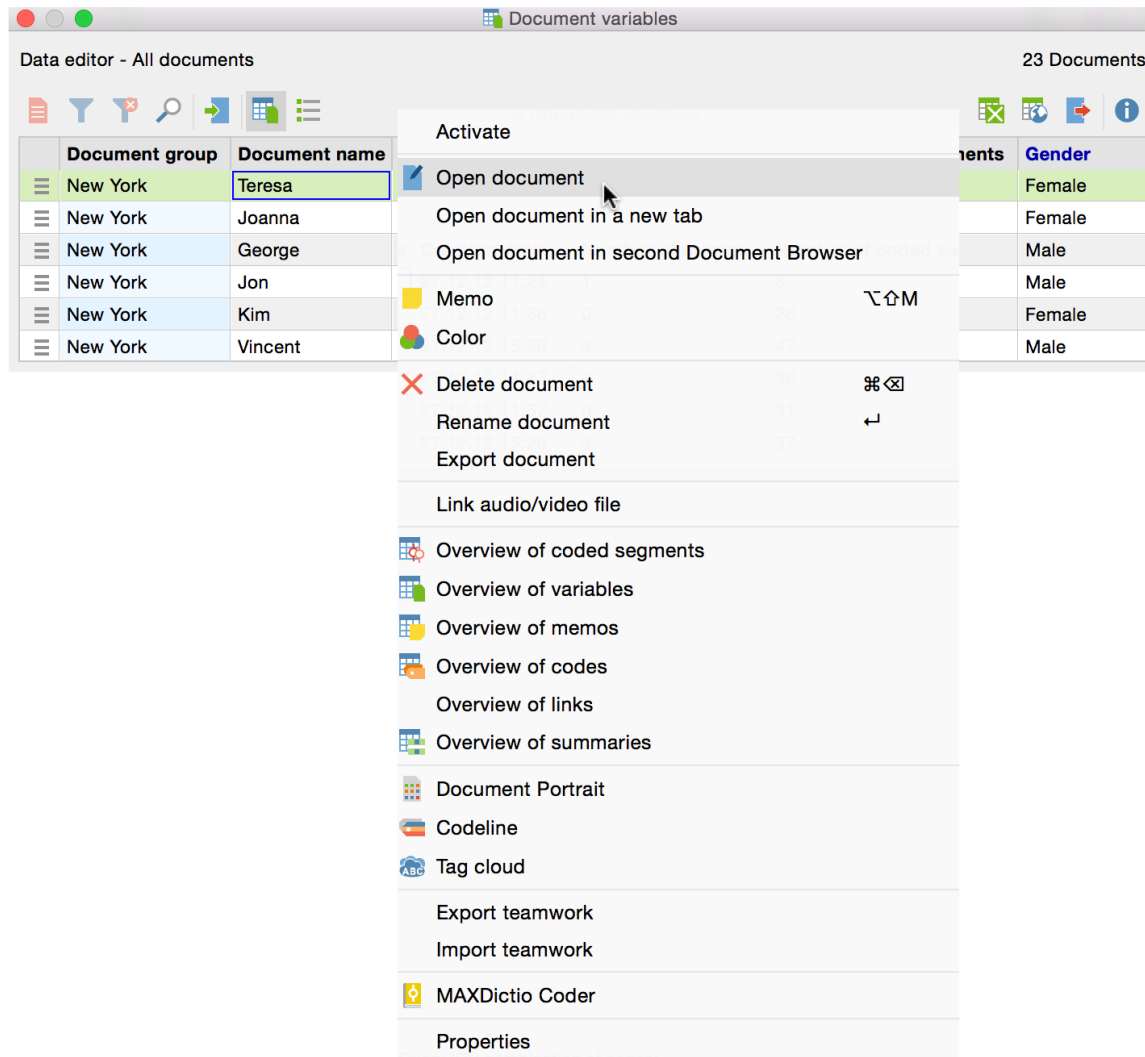 Document variables
Data editor - All documents 23 Documents
Document group Document name ments Gender
New York Teresa Female
New York Joanna Female
New York George Male
New York Jon Male
New York Kim Female
New York Vincent Male
Activate
Open document
Open document in a new tab
Open document in second Document Browser
Memo ⌥⇧M
Color
Delete document ⌘⌫
Rename document ↵
Export document
Link audio/video file
Overview of coded segments
Overview of variables
Overview of memos
Overview of codes
Overview of links
Overview of summaries
Document Portrait
Codeline
ABC Tag cloud
Export teamwork
Import teamwork
MAXDictio Coder
Properties